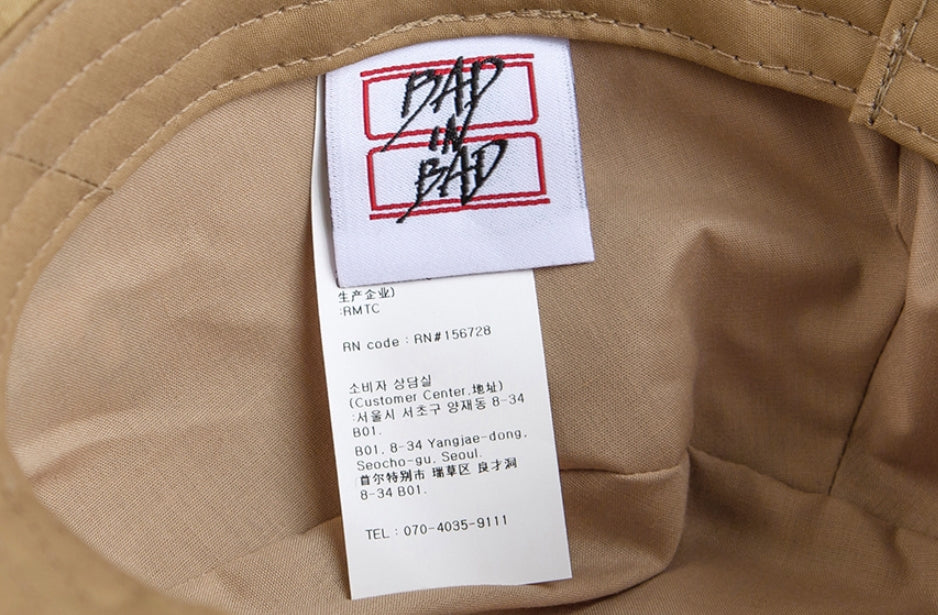 BAD
IN
BAD
生产企业)
:RMTC
RN code : RN#156728
소비자 상담실
(Customer Center.地址)
:서울시 서초구 양재동 8-34
B01.
B01, 8-34 Yangjae-dong,
Seocho-gu, Seoul.
首尔特别市 瑞草区 良才洞
8-34 B01.
TEL : 070-4035-9111